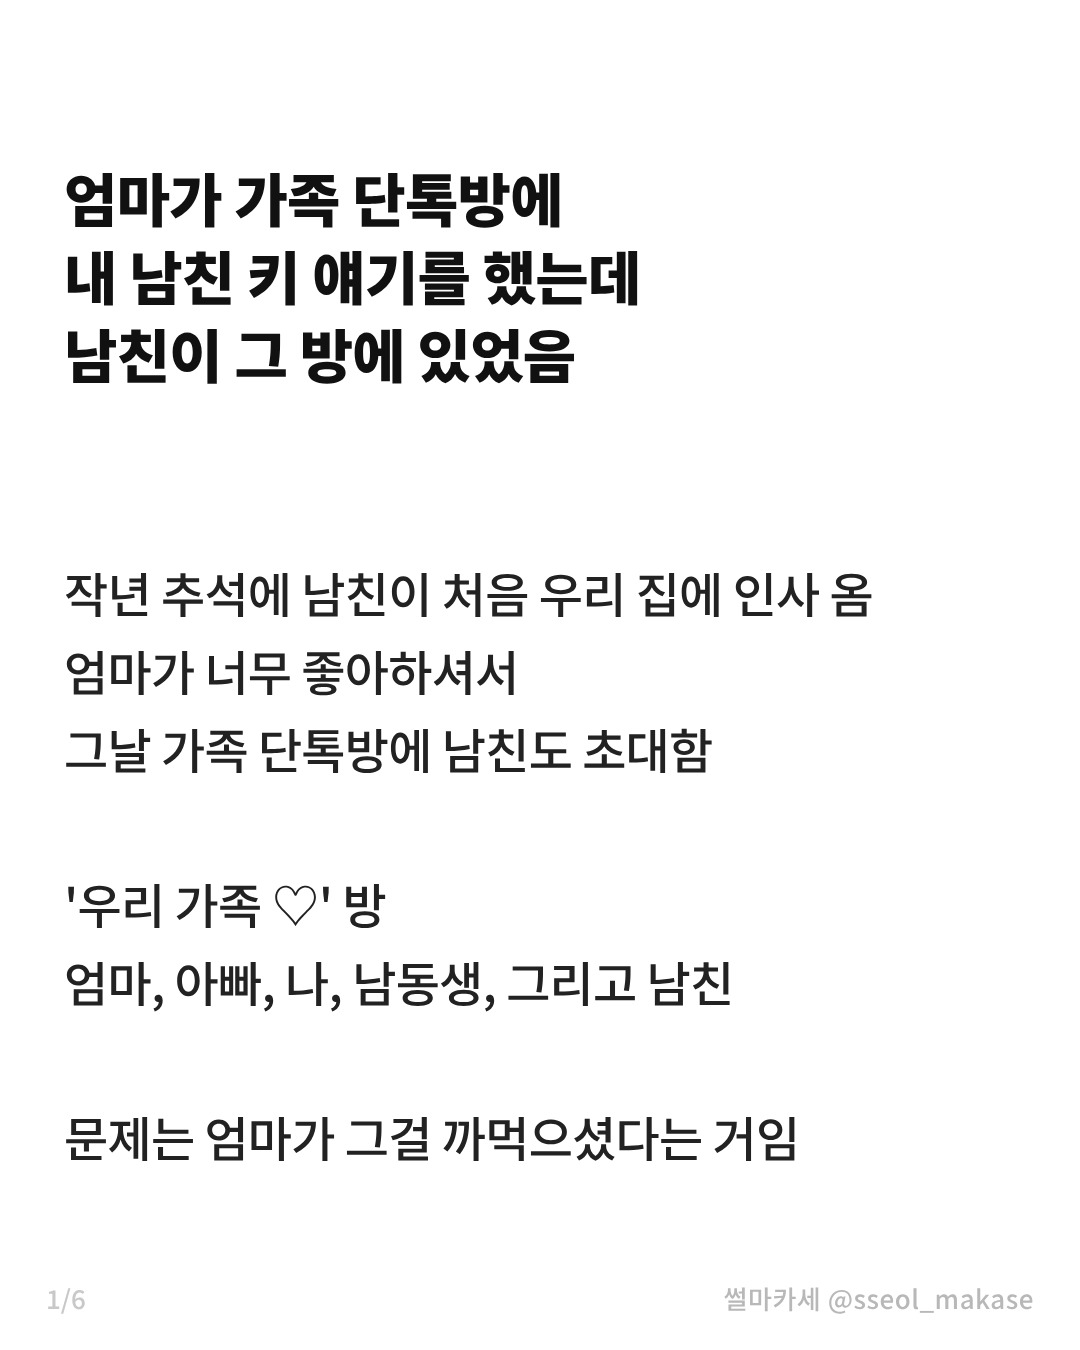 엄마가 가족 단톡방에
내 남친 키 얘기를 했는데
남친이 그 방에 있었음
작년 추석에 남친이 처음 우리 집에 인사 옴
엄마가 너무 좋아하셔서
그날 가족 단톡방에 남친도 초대함
'우리 가족 ♡' 방
엄마, 아빠, 나, 남동생, 그리고 남친
문제는 엄마가 그걸 까먹으셨다는 거임
1/6
썰마카세 @sseol_makase